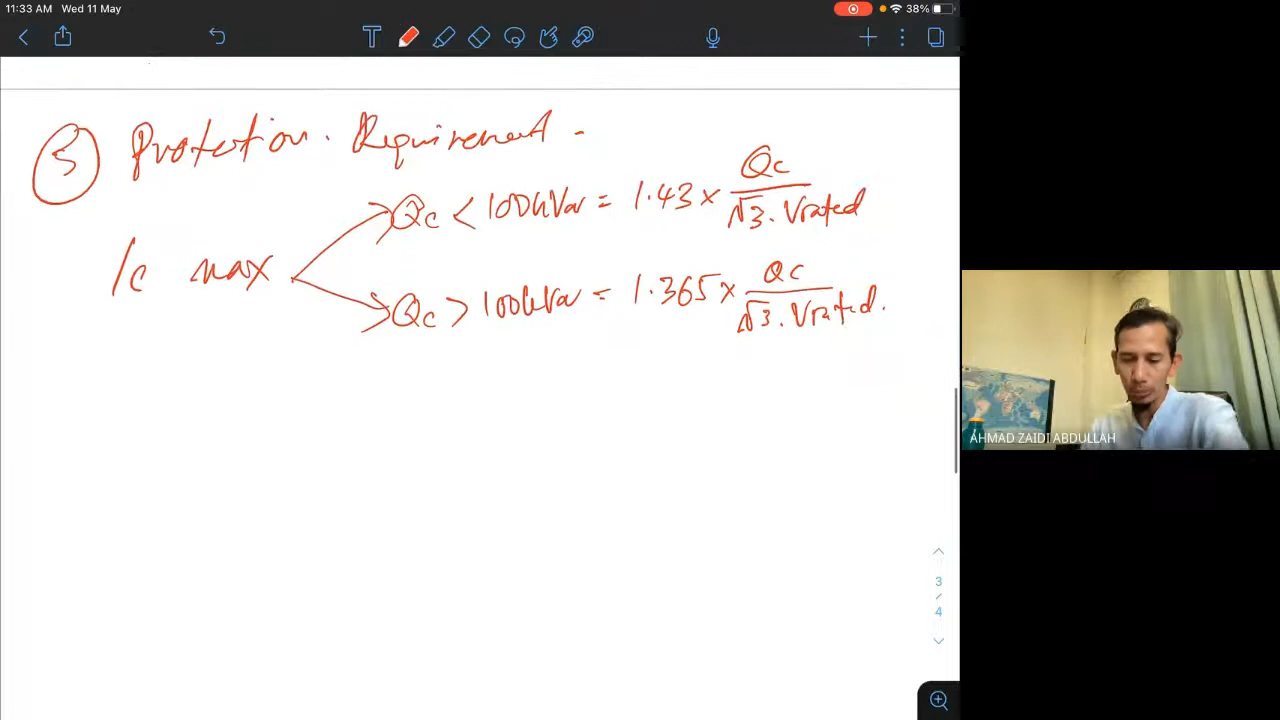 11:33 AM Wed 11 May
38%
T
5 Protection. Requirement.
Qc < 100kVar = 1.43 × Qc / √3. Vrated
Ic max
Qc > 100kVar = 1.365 × Qc / √3. Vrated.
AHMAD ZAIDI ABDULLAH
3
/
4